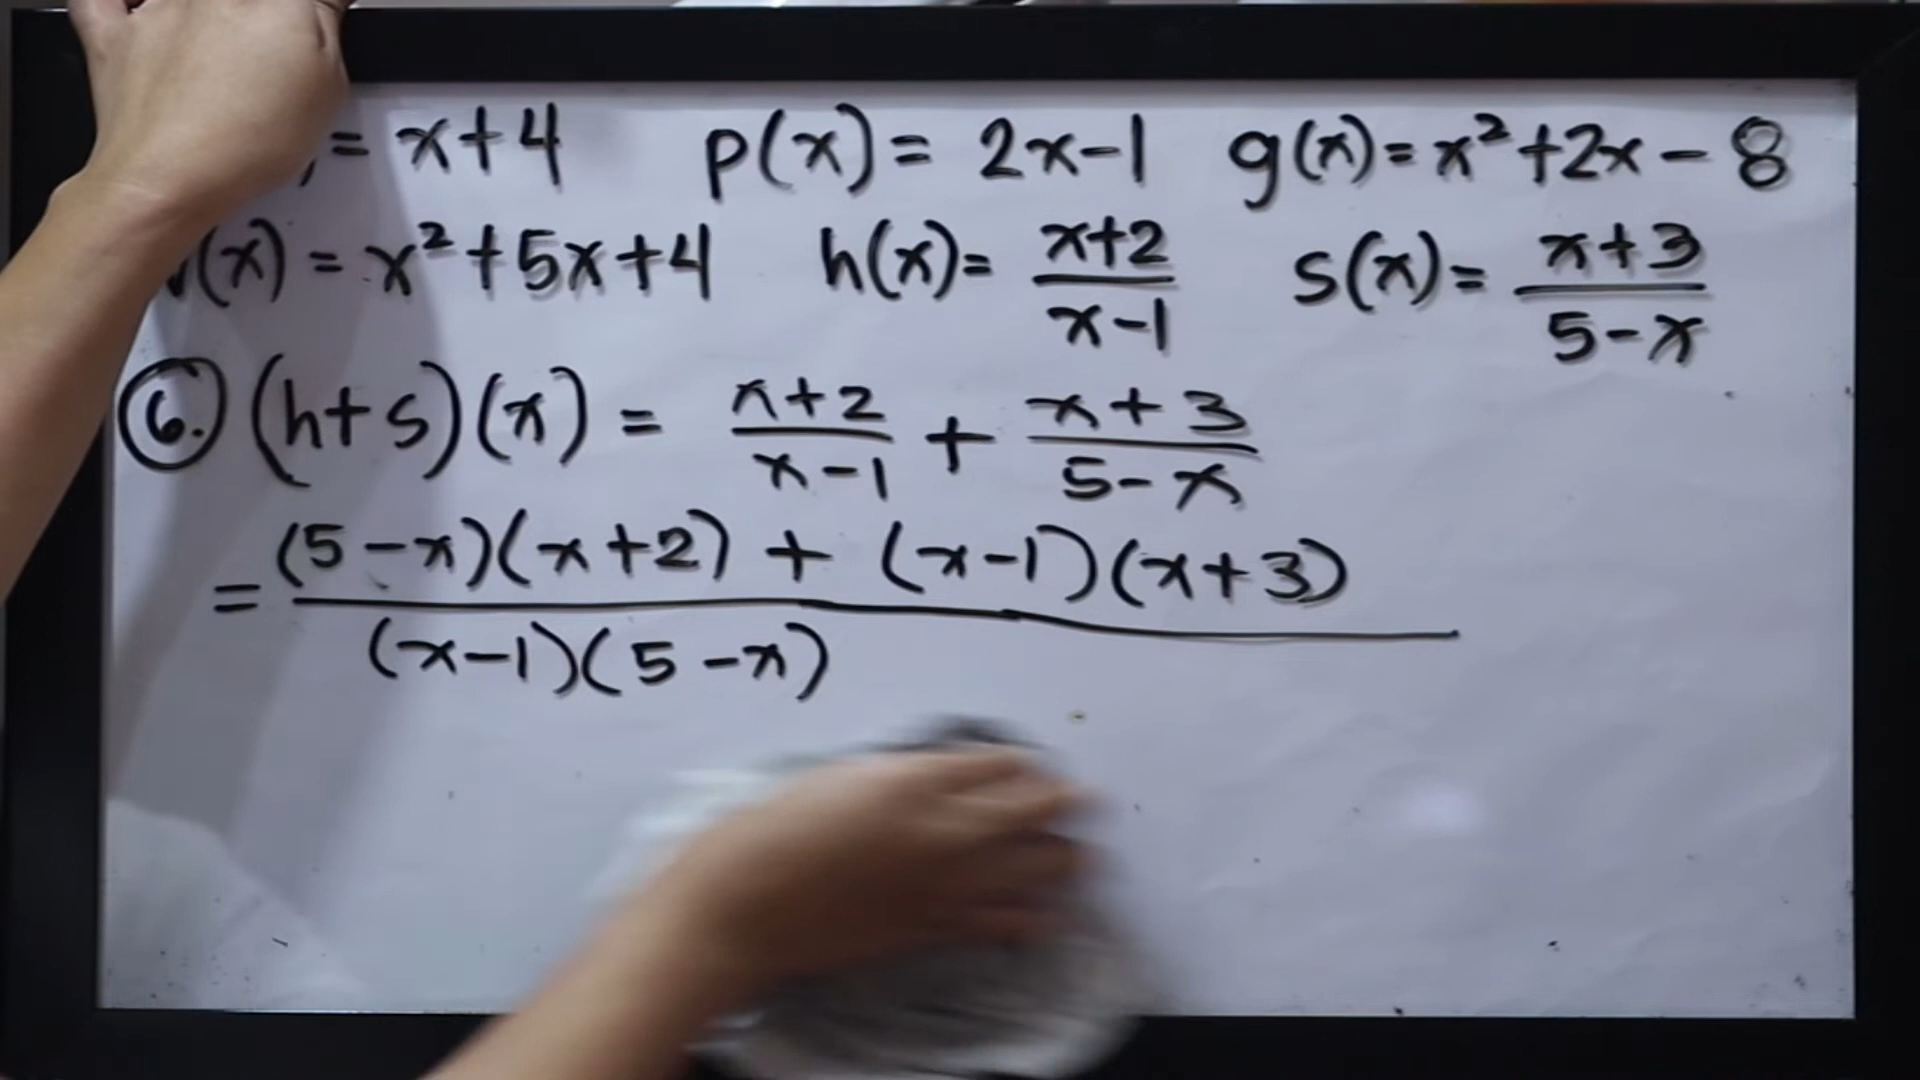 = x+4 p(x) = 2x-1 g(x) = x²+2x-8
(x) = x²+5x+4 h(x) = (x+2)/(x-1) s(x) = (x+3)/(5-x)
6. (h+s)(x) = (x+2)/(x-1) + (x+3)/(5-x)
= (5-x)(x+2) + (x-1)(x+3)
(x-1)(5-x)